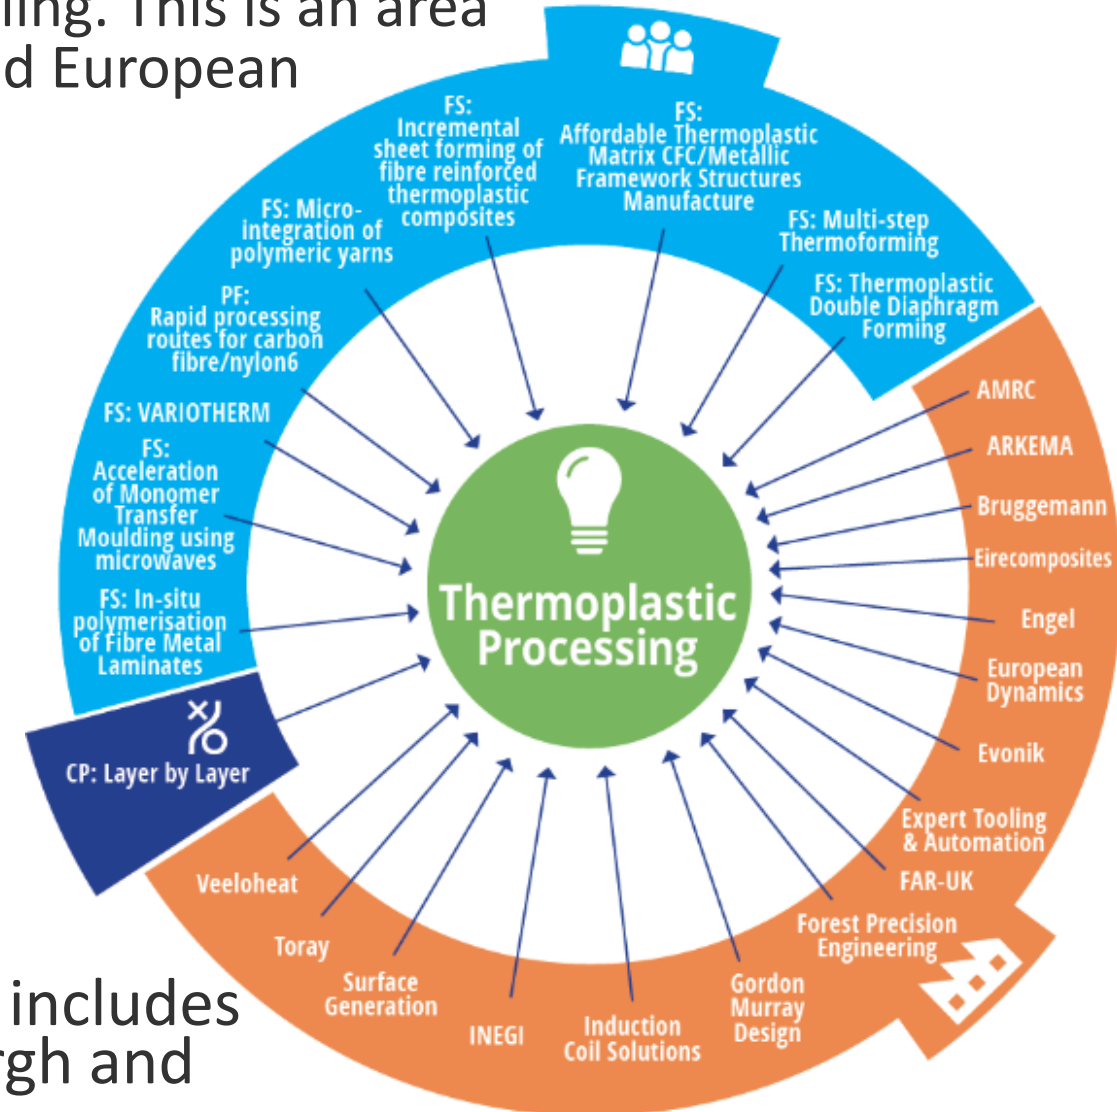 ling. This is an area
d European
FS:
Incremental
sheet forming of
fibre reinforced
thermoplastic
composites
FS:
Affordable Thermoplastic
Matrix CFC/Metallic
Framework Structures
Manufacture
FS: Multi-step
Thermoforming
FS: Thermoplastic
Double Diaphragm
Forming
FS: Micro-
integration of
polymeric yarns
PF:
Rapid processing
routes for carbon
fibre/nylon6
FS: VARIOTHERM
FS:
Acceleration
of Monomer
Transfer
Moulding using
microwaves
FS: In-situ
polymerisation
of Fibre Metal
Laminates
CP: Layer by Layer
Thermoplastic
Processing
AMRC
ARKEMA
Bruggemann
Eirecomposites
Engel
European
Dynamics
Evonik
Expert Tooling
& Automation
FAR-UK
Forest Precision
Engineering
Gordon
Murray
Design
Induction
Coil Solutions
INEGI
Surface
Generation
Toray
Veeloheat
includes
rgh and